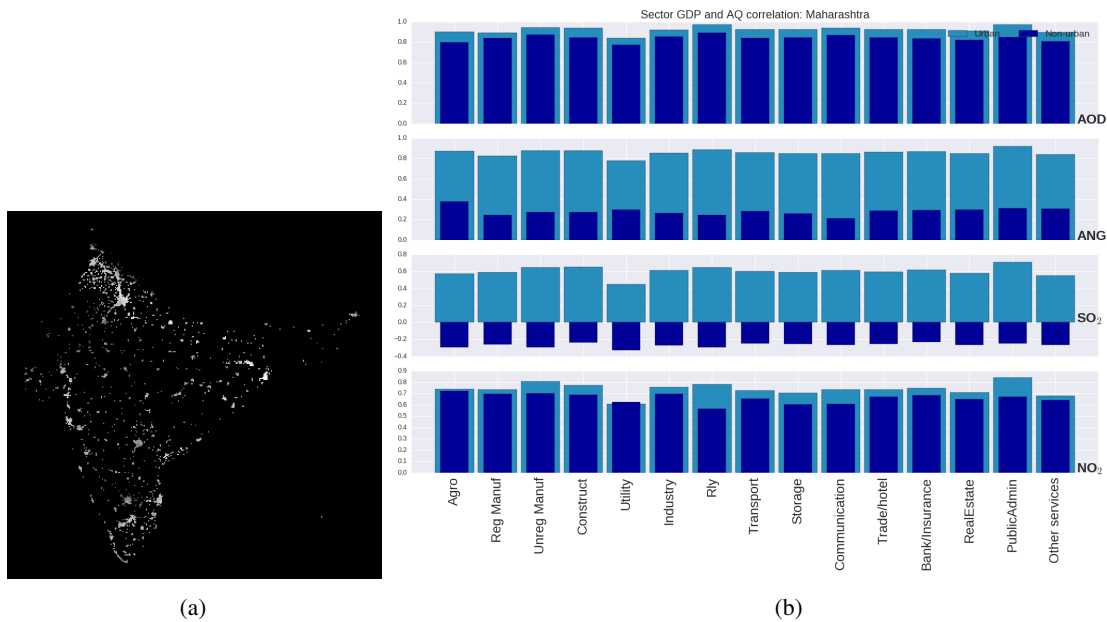 Sector GDP and AQ correlation: Maharashtra
Urban Non-urban
1.0
0.8
0.6
0.4
0.2
0.0
AOD
1.0
0.8
0.6
0.4
0.2
0.0
ANG
0.8
0.6
0.4
0.2
0.0
−0.2
−0.4
SO₂
0.9
0.8
0.7
0.6
0.5
0.4
0.3
0.2
0.1
0.0
NO₂
Agro
Reg Manuf
Unreg Manuf
Construct
Utility
Industry
Rly
Transport
Storage
Communication
Trade/hotel
Bank/Insurance
RealEstate
PublicAdmin
Other services
(a)
(b)